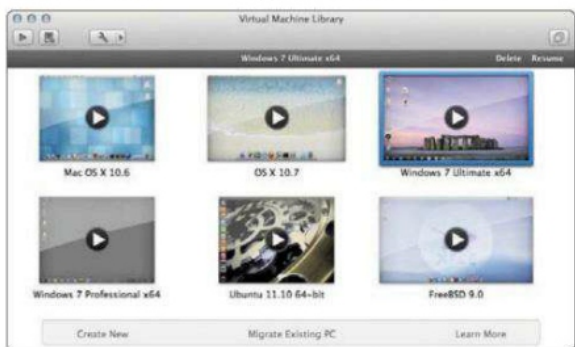 Virtual Machine Library
Windows 7 Ultimate x64 Delete Resume
Mac OS X 10.6 OS X 10.7 Windows 7 Ultimate x64
Windows 7 Professional x64 Ubuntu 11.10 64-bit FreeBSD 9.0
Create New Migrate Existing PC Learn More